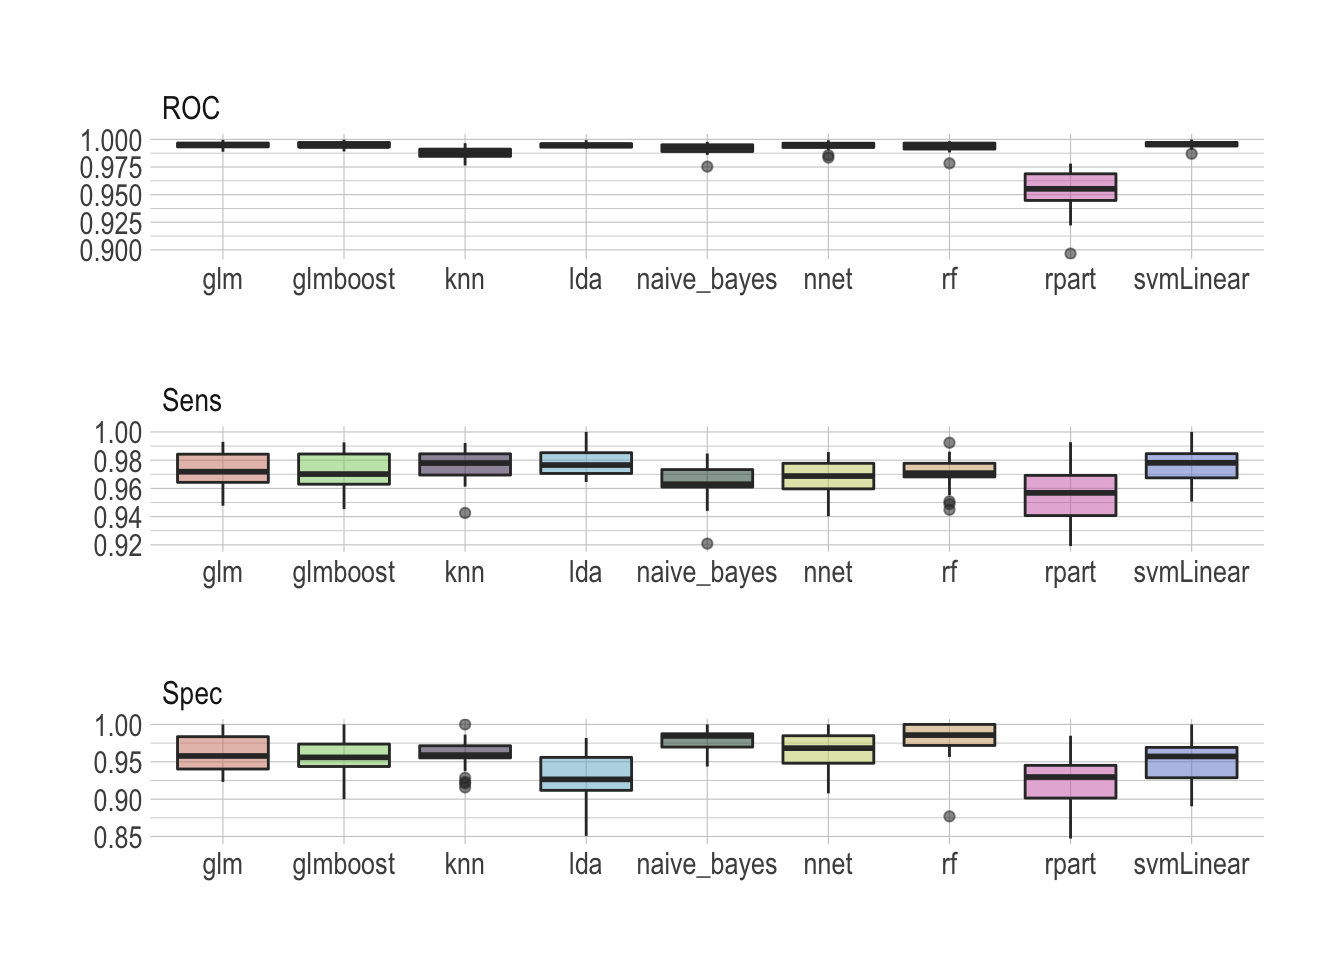 ROC
1.000
0.975
0.950
0.925
0.900
glm glmboost knn lda naive_bayes nnet rf rpart svmLinear
Sens
1.00
0.98
0.96
0.94
0.92
glm glmboost knn lda naive_bayes nnet rf rpart svmLinear
Spec
1.00
0.95
0.90
0.85
glm glmboost knn lda naive_bayes nnet rf rpart svmLinear